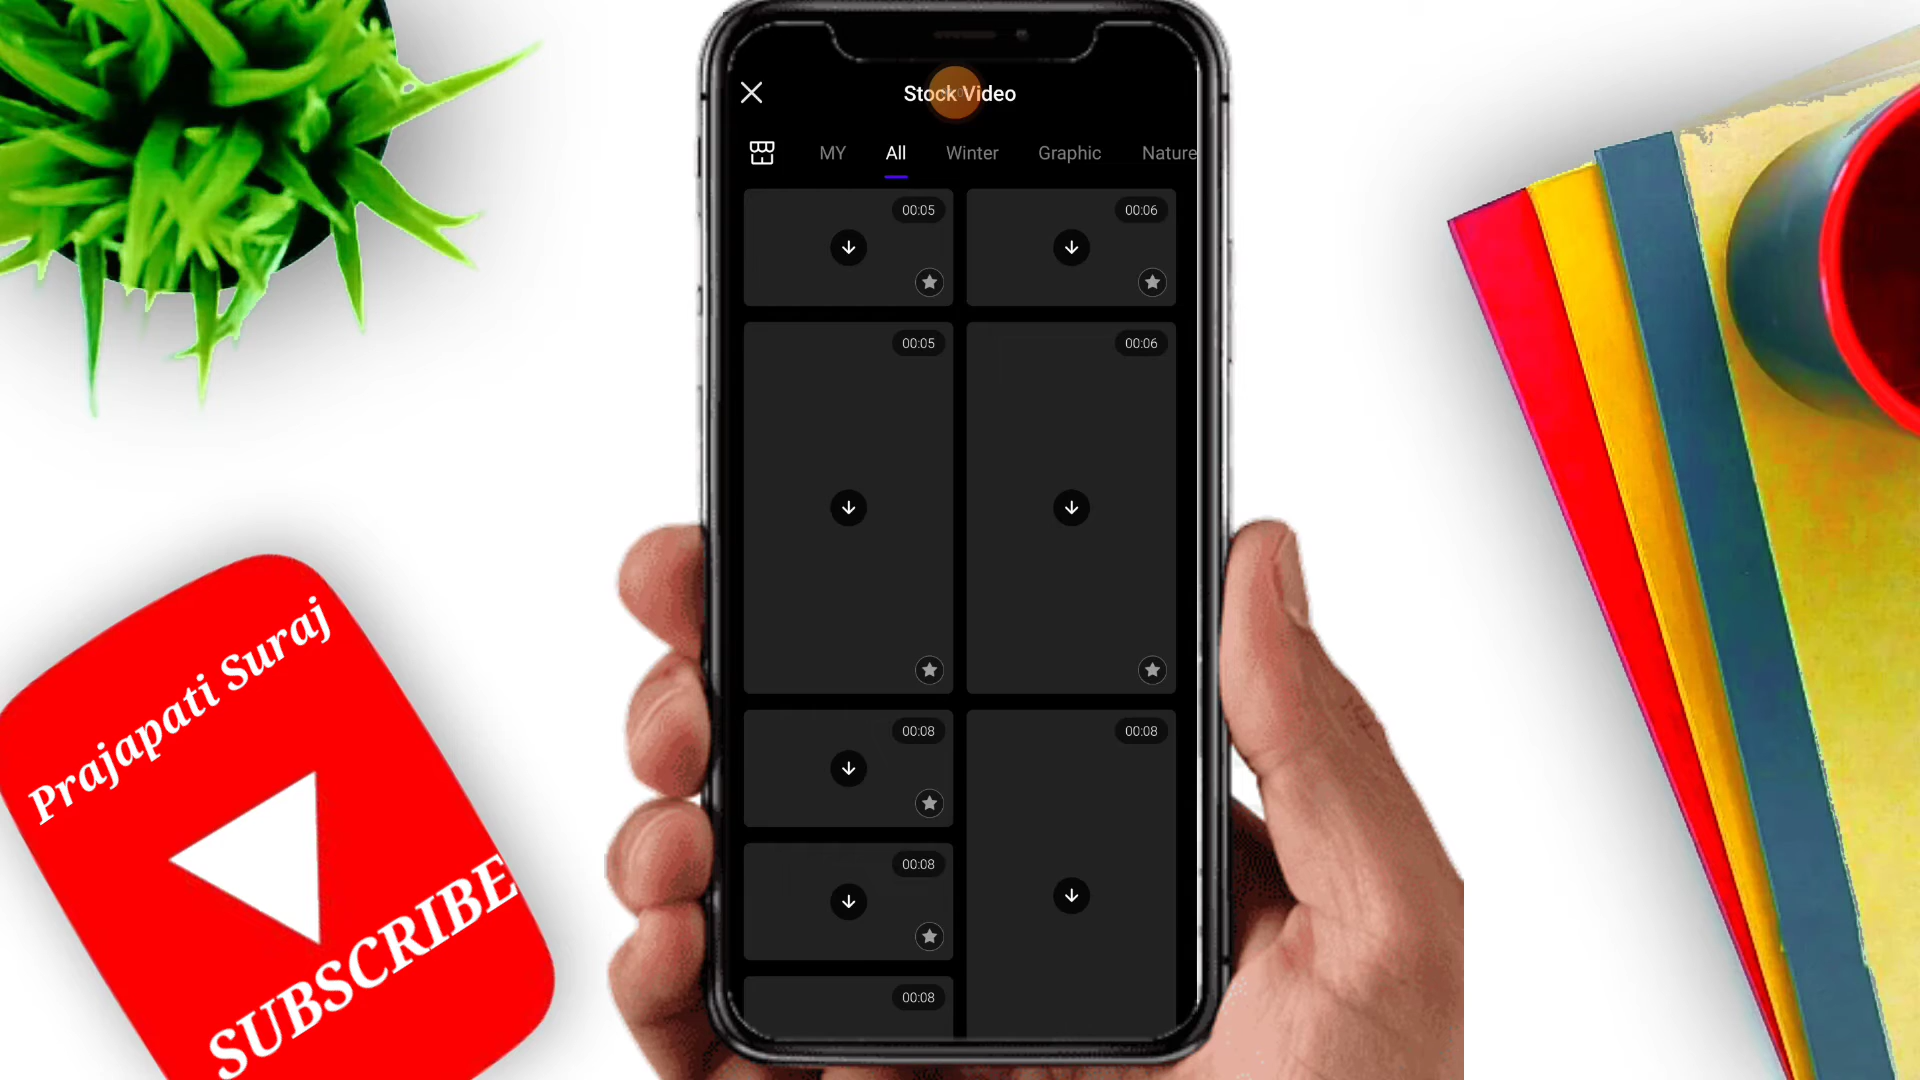 Stock Video
MY All Winter Graphic Nature
00:05 00:06
00:05 00:06
00:08 00:08
00:08
00:08
Prajapati Suraj
SUBSCRIBE